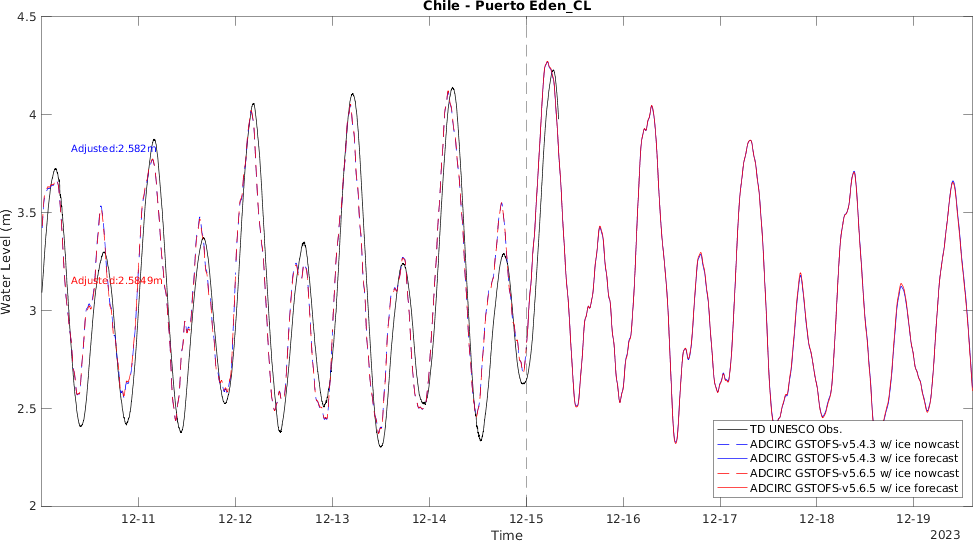 Chile - Puerto Eden_CL
4.5
4
3.5
3
2.5
2
Water Level (m)
Adjusted:2.582m
Adjusted:2.5849m
TD UNESCO Obs.
ADCIRC GSTOFS-v5.4.3 w/ ice nowcast
ADCIRC GSTOFS-v5.4.3 w/ ice forecast
ADCIRC GSTOFS-v5.6.5 w/ ice nowcast
ADCIRC GSTOFS-v5.6.5 w/ ice forecast
12-11 12-12 12-13 12-14 12-15 12-16 12-17 12-18 12-19
Time
2023